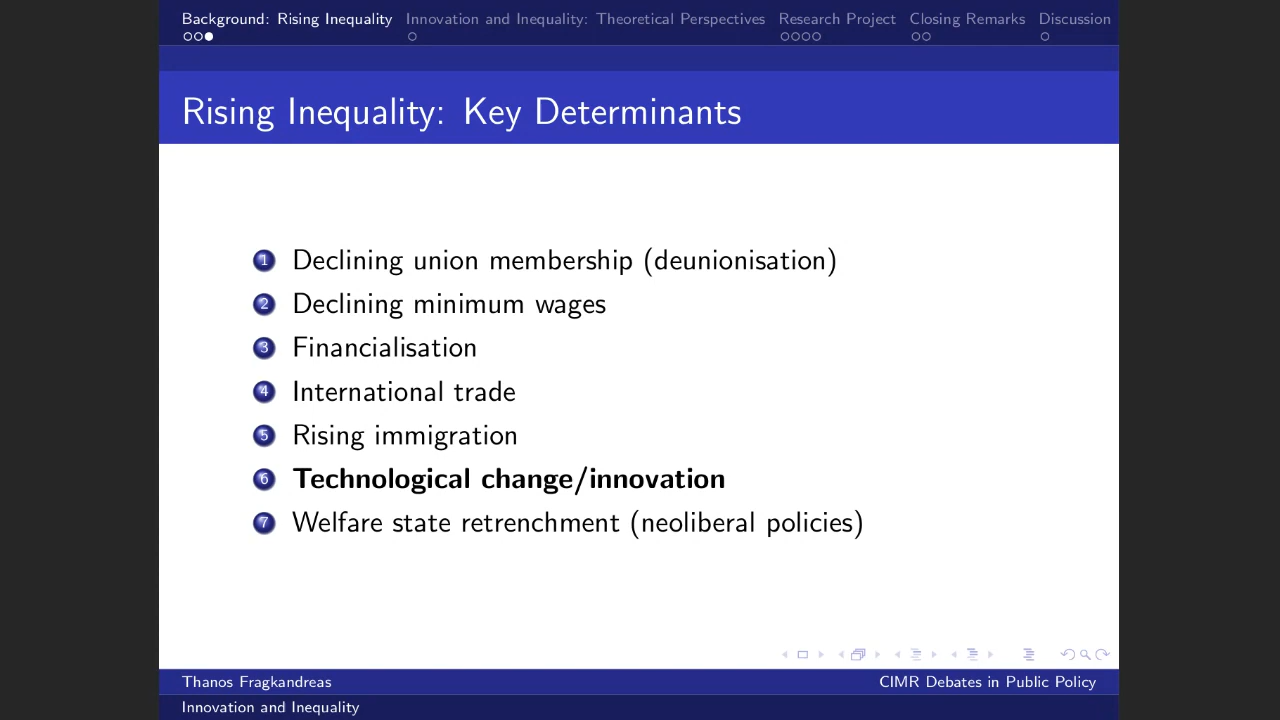 Background: Rising Inequality Innovation and Inequality: Theoretical Perspectives Research Project Closing Remarks Discussion
Rising Inequality: Key Determinants
1 Declining union membership (deunionisation)
2 Declining minimum wages
3 Financialisation
4 International trade
5 Rising immigration
6 Technological change/innovation
7 Welfare state retrenchment (neoliberal policies)
Thanos Fragkandreas CIMR Debates in Public Policy
Innovation and Inequality